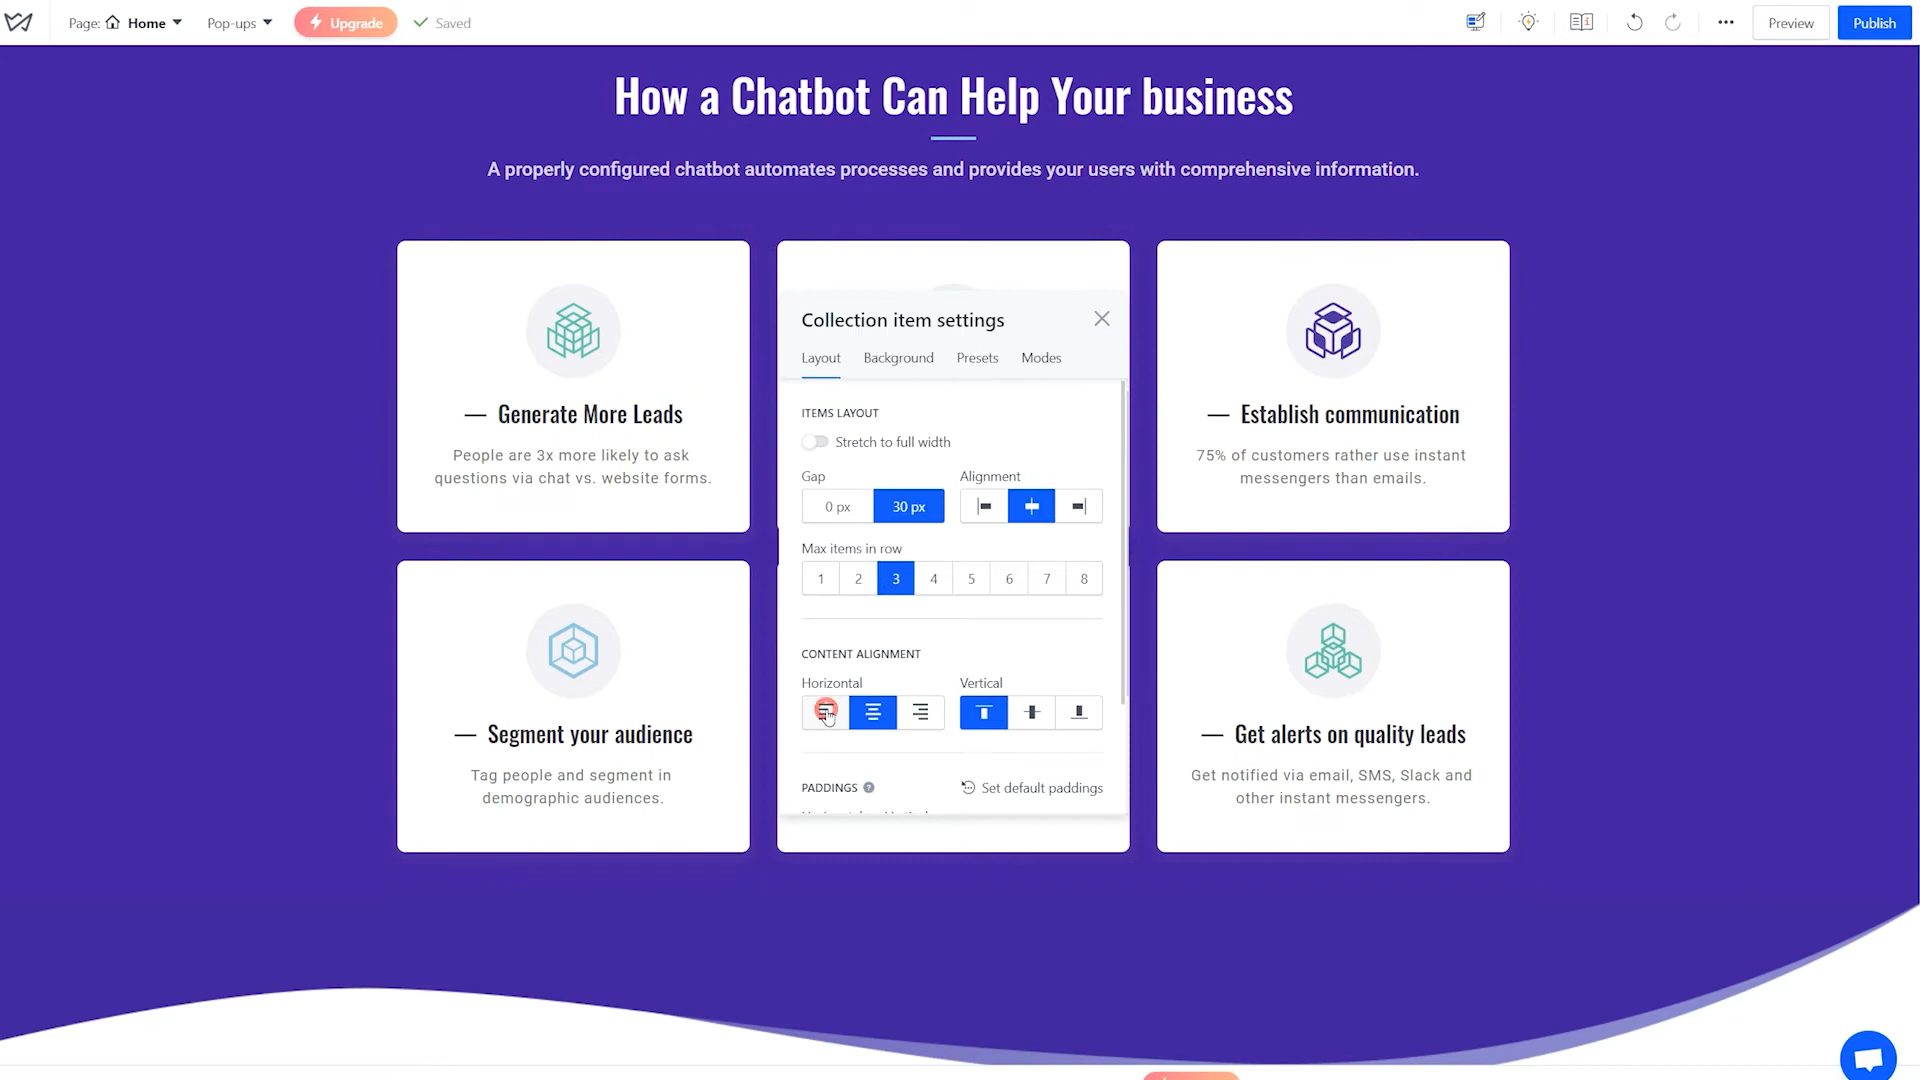 Page: Home
Pop-ups
Upgrade
Saved
Preview
Publish
How a Chatbot Can Help Your business
A properly configured chatbot automates processes and provides your users with comprehensive information.
— Generate More Leads
People are 3x more likely to ask
questions via chat vs. website forms.
Collection item settings
Layout
Background
Presets
Modes
ITEMS LAYOUT
Stretch to full width
Gap
Alignment
0 px
30 px
Max items in row
1 2 3 4 5 6 7 8
CONTENT ALIGNMENT
Horizontal
Vertical
PADDINGS ?
Set default paddings
— Establish communication
75% of customers rather use instant
messengers than emails.
— Segment your audience
Tag people and segment in
demographic audiences.
— Get alerts on quality leads
Get notified via email, SMS, Slack and
other instant messengers.